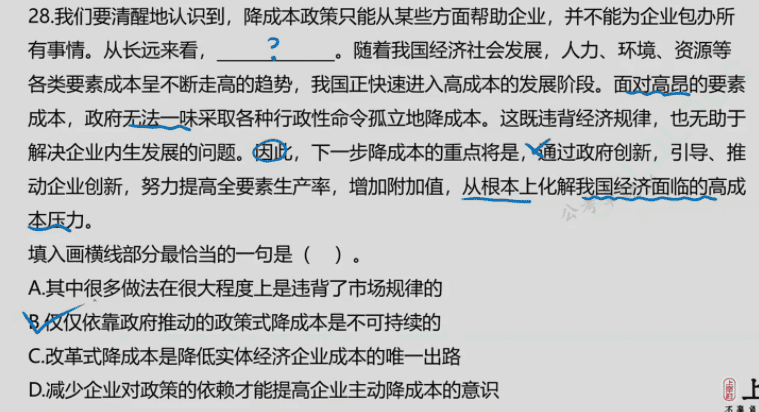 28.我们要清醒地认识到，降成本政策只能从某些方面帮助企业，并不能为企业包办所
有事情。从长远来看，____________？。随着我国经济社会发展，人力、环境、资源等
各类要素成本呈不断走高的趋势，我国正快速进入高成本的发展阶段。面对高昂的要素
成本，政府无法一味采取各种行政性命令孤立地降成本。这既违背经济规律，也无助于
解决企业内生发展的问题。因此，下一步降成本的重点将是，通过政府创新，引导、推
动企业创新，努力提高全要素生产率，增加附加值，从根本上化解我国经济面临的高成
本压力。
填入画横线部分最恰当的一句是（ ）。
A.其中很多做法在很大程度上是违背了市场规律的
B.仅仅依靠政府推动的政策式降成本是不可持续的
C.改革式降成本是降低实体经济企业成本的唯一出路
D.减少企业对政策的依赖才能提高企业主动降成本的意识
公考
上